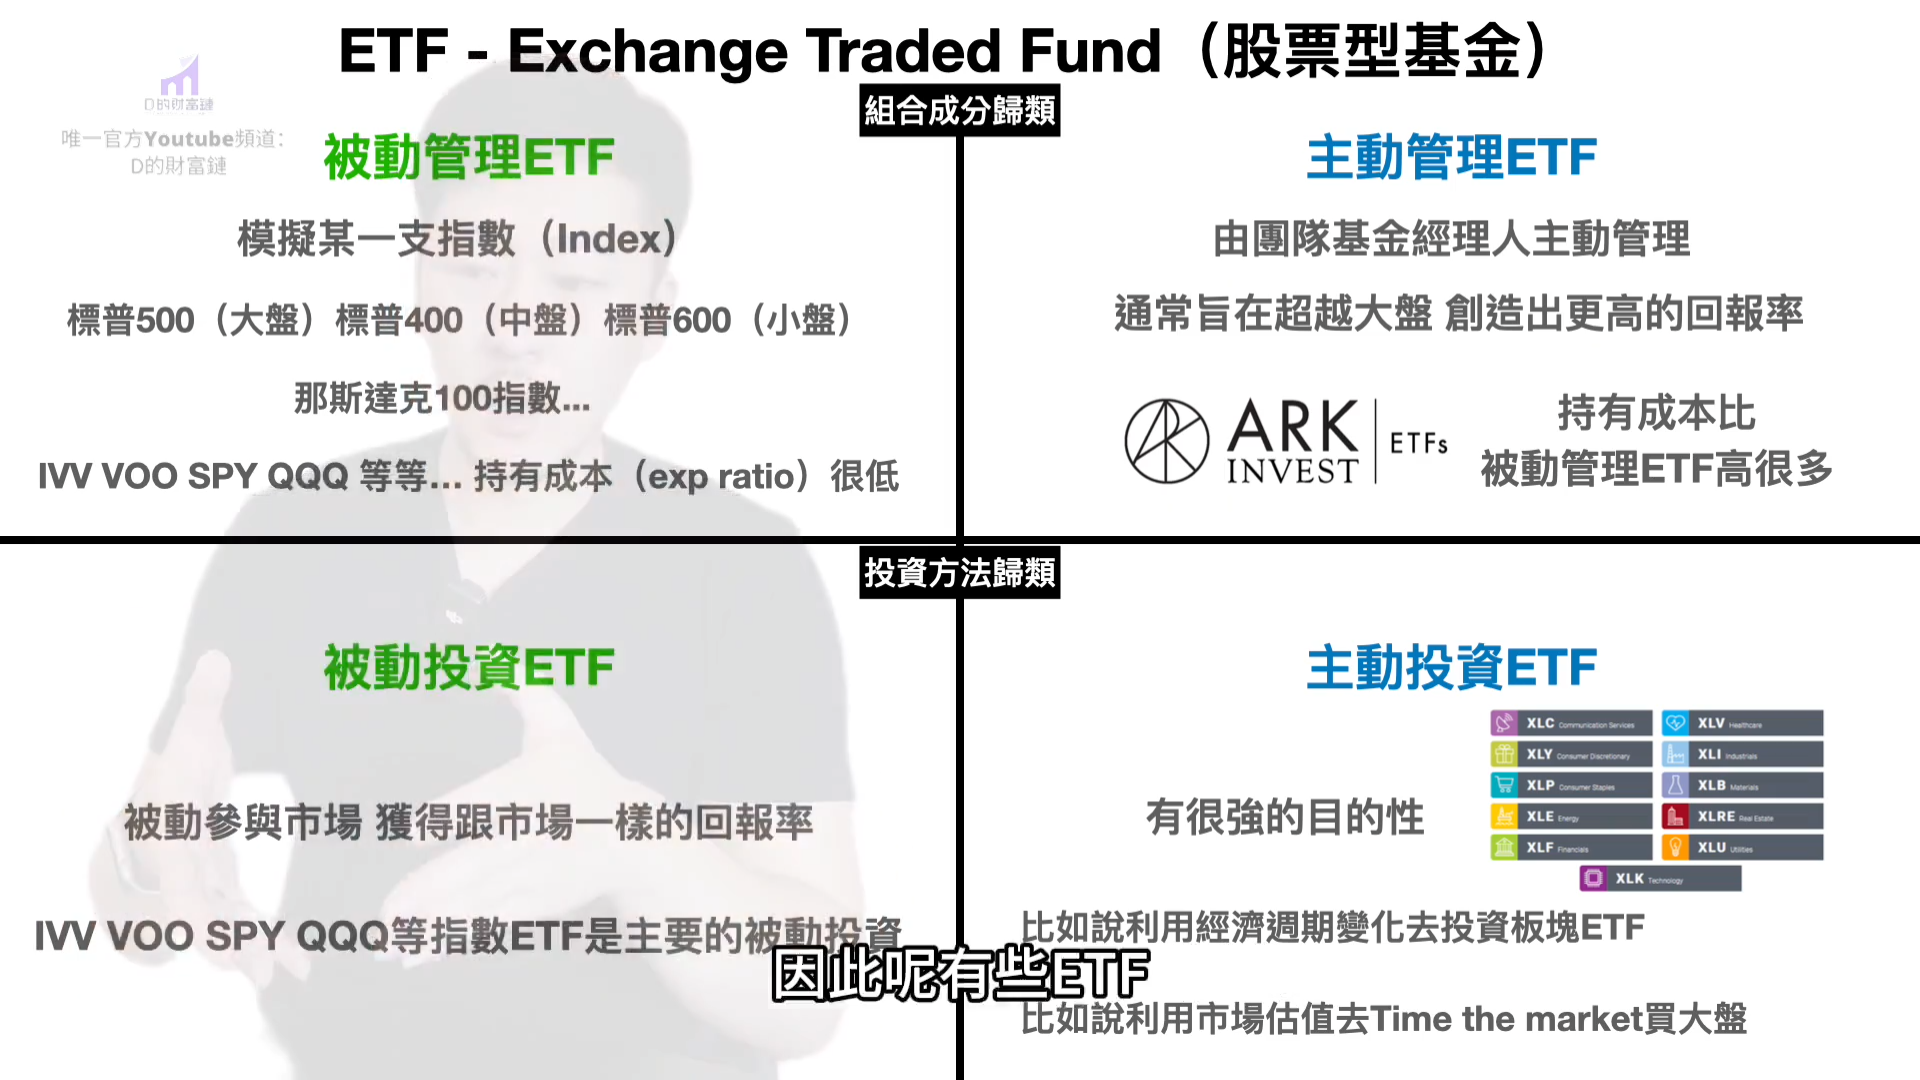 ETF - Exchange Traded Fund（股票型基金）
D的財富鏈
唯一官方Youtube頻道：
D的財富鏈
組合成分歸類
被動管理ETF
模擬某一支指數（Index）
標普500（大盤）標普400（中盤）標普600（小盤）
那斯達克100指數...
IVV VOO SPY QQQ 等等... 持有成本（exp ratio）很低
主動管理ETF
由團隊基金經理人主動管理
通常旨在超越大盤 創造出更高的回報率
ARK
INVEST
ETFs
持有成本比
被動管理ETF高很多
投資方法歸類
被動投資ETF
被動參與市場 獲得跟市場一樣的回報率
IVV VOO SPY QQQ等指數ETF是主要的被動投資
主動投資ETF
有很強的目的性
XLC Communication Services
XLV Healthcare
XLY Consumer Discretionary
XLI Industrials
XLP Consumer Staples
XLB Materials
XLE Energy
XLRE Real Estate
XLF Financials
XLU Utilities
XLK Technology
比如說利用經濟週期變化去投資板塊ETF
比如說利用市場估值去Time the market買大盤
因此呢有些ETF